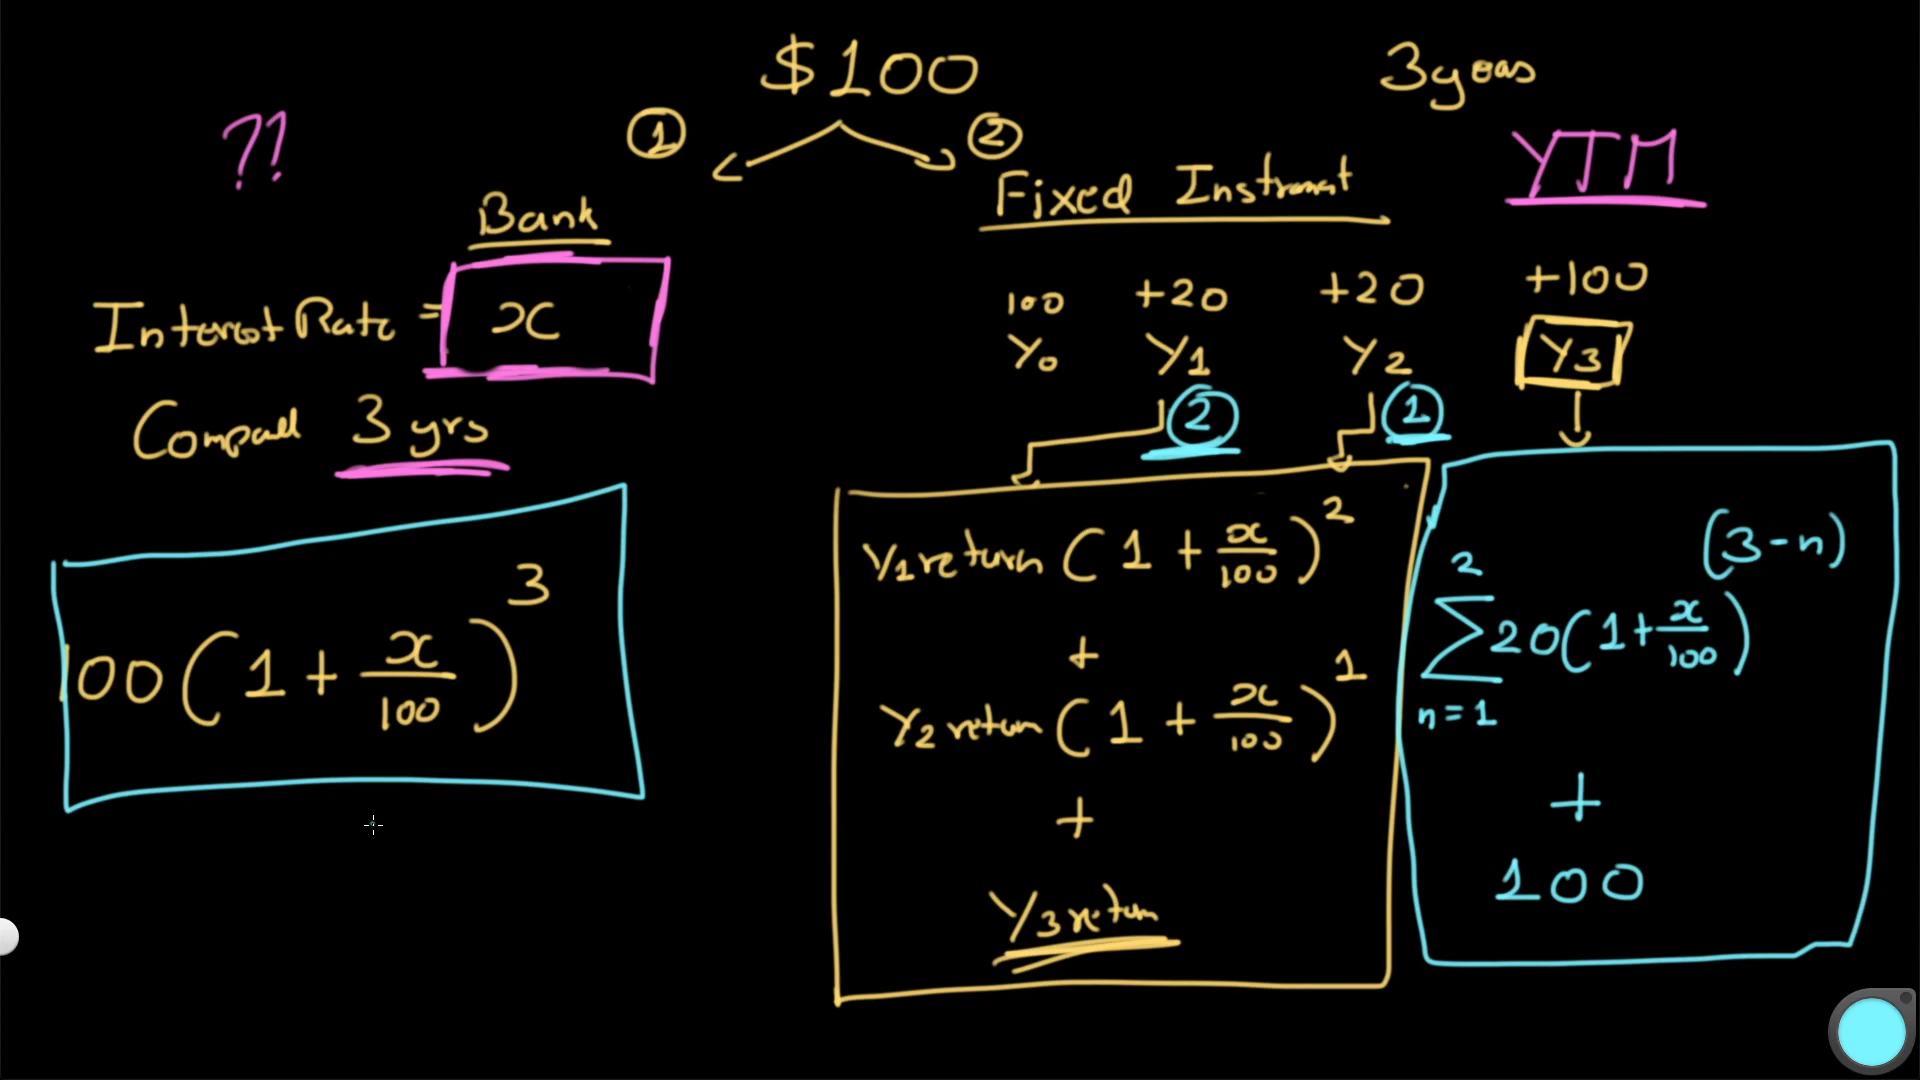 $100
3years
??
1
2
YTM
Fixed Instrument
Bank
Interest Rate = x
100 +20 +20 +100
Y0 Y1 Y2 Y3
2 1
Compound 3 yrs
100(1+x/100)^3
Y1 return (1+x/100)^2
+
Y2 return (1+x/100)^1
+
Y3 return
2
∑ 20(1+x/100)^(3-n)
n=1
+
100